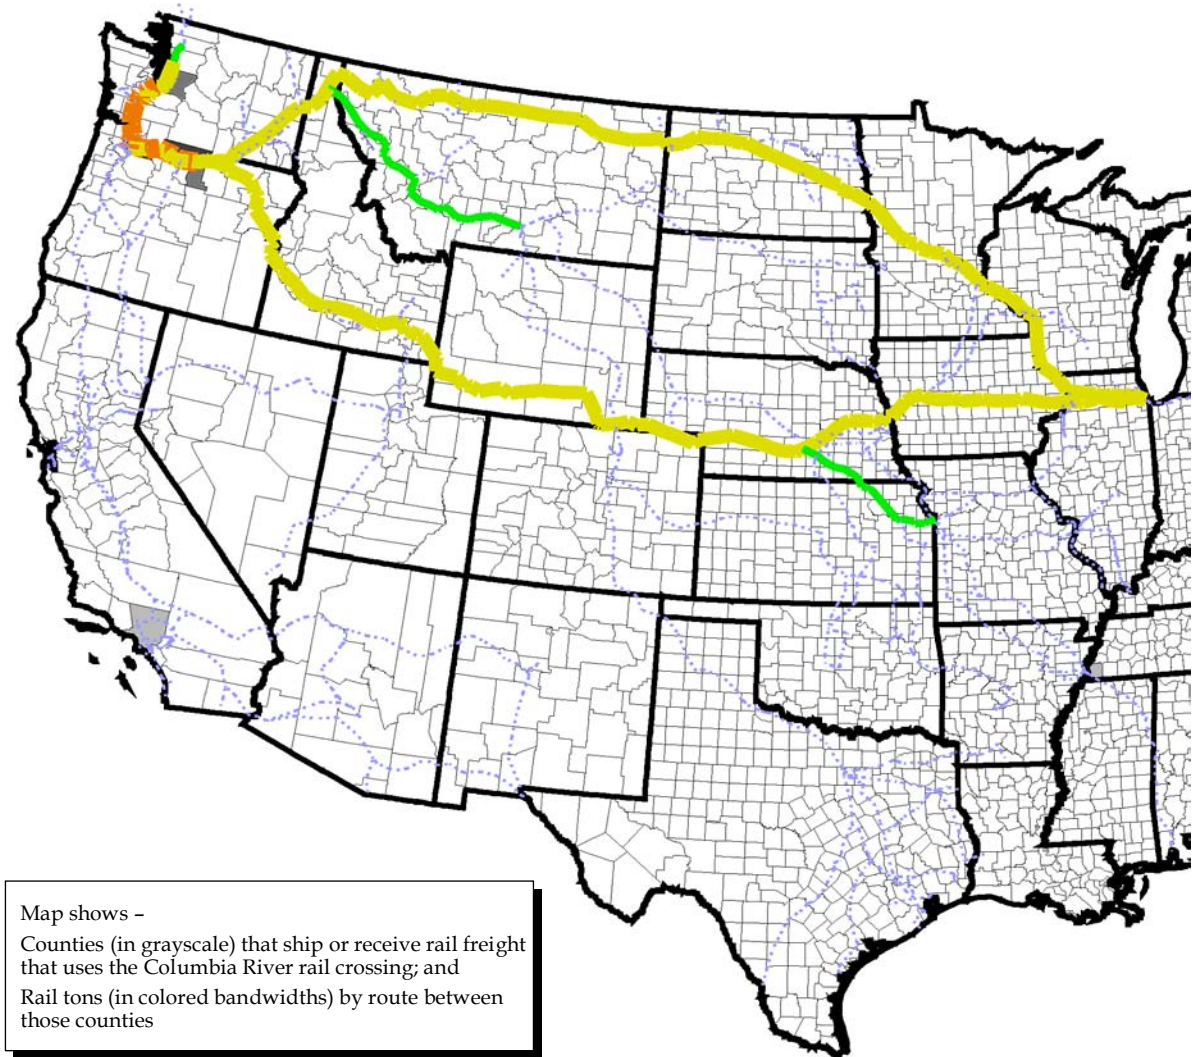 Map shows –
Counties (in grayscale) that ship or receive rail freight
that uses the Columbia River rail crossing; and
Rail tons (in colored bandwidths) by route between
those counties